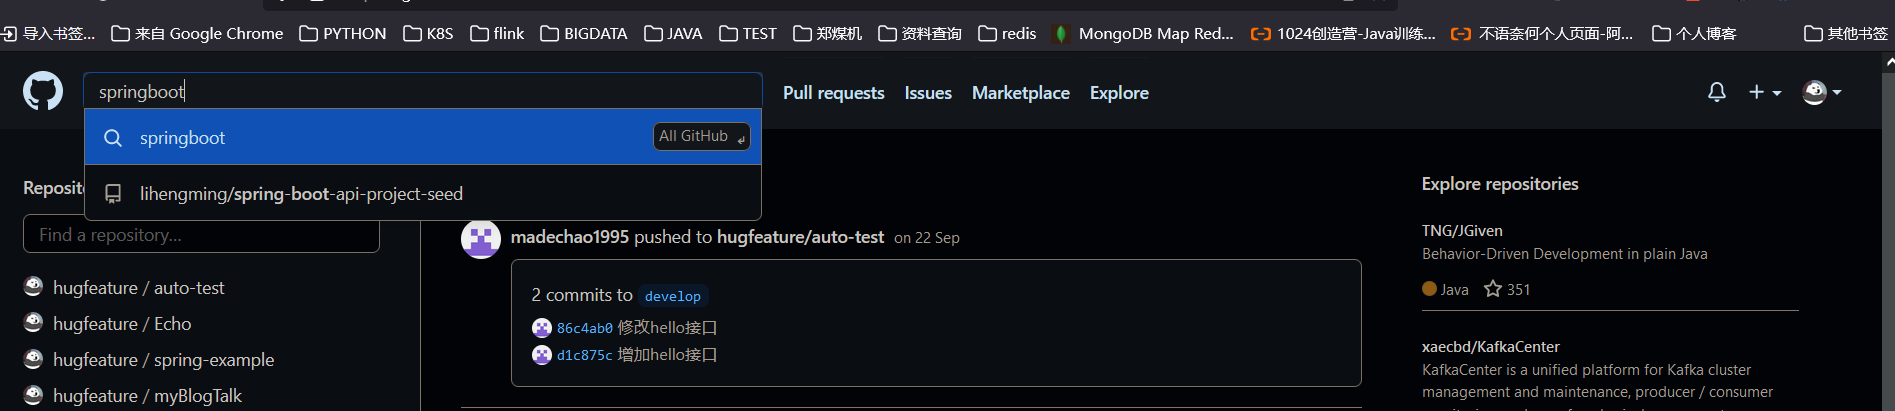 导入书签... 来自 Google Chrome PYTHON K8S flink BIGDATA JAVA TEST 郑煤机 资料查询 redis MongoDB Map Red... 1024创造营-Java训练... 不语奈何个人页面-阿... 个人博客 其他书签
springboot
Pull requests Issues Marketplace Explore
springboot All GitHub
lihengming/spring-boot-api-project-seed
Find a repository...
hugfeature / auto-test
hugfeature / Echo
hugfeature / spring-example
hugfeature / myBlogTalk
madechao1995 pushed to hugfeature/auto-test on 22 Sep
2 commits to develop
86c4ab0 修改hello接口
d1c875c 增加hello接口
Explore repositories
TNG/JGiven
Behavior-Driven Development in plain Java
Java 351
xaecbd/KafkaCenter
KafkaCenter is a unified platform for Kafka cluster
management and maintenance, producer / consumer